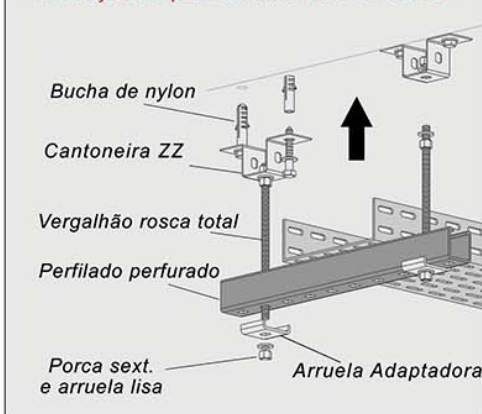 Bucha de nylon
Cantoneira ZZ
Vergalhão rosca total
Perfilado perfurado
Porca sext.
e arruela lisa
Arruela Adaptadora